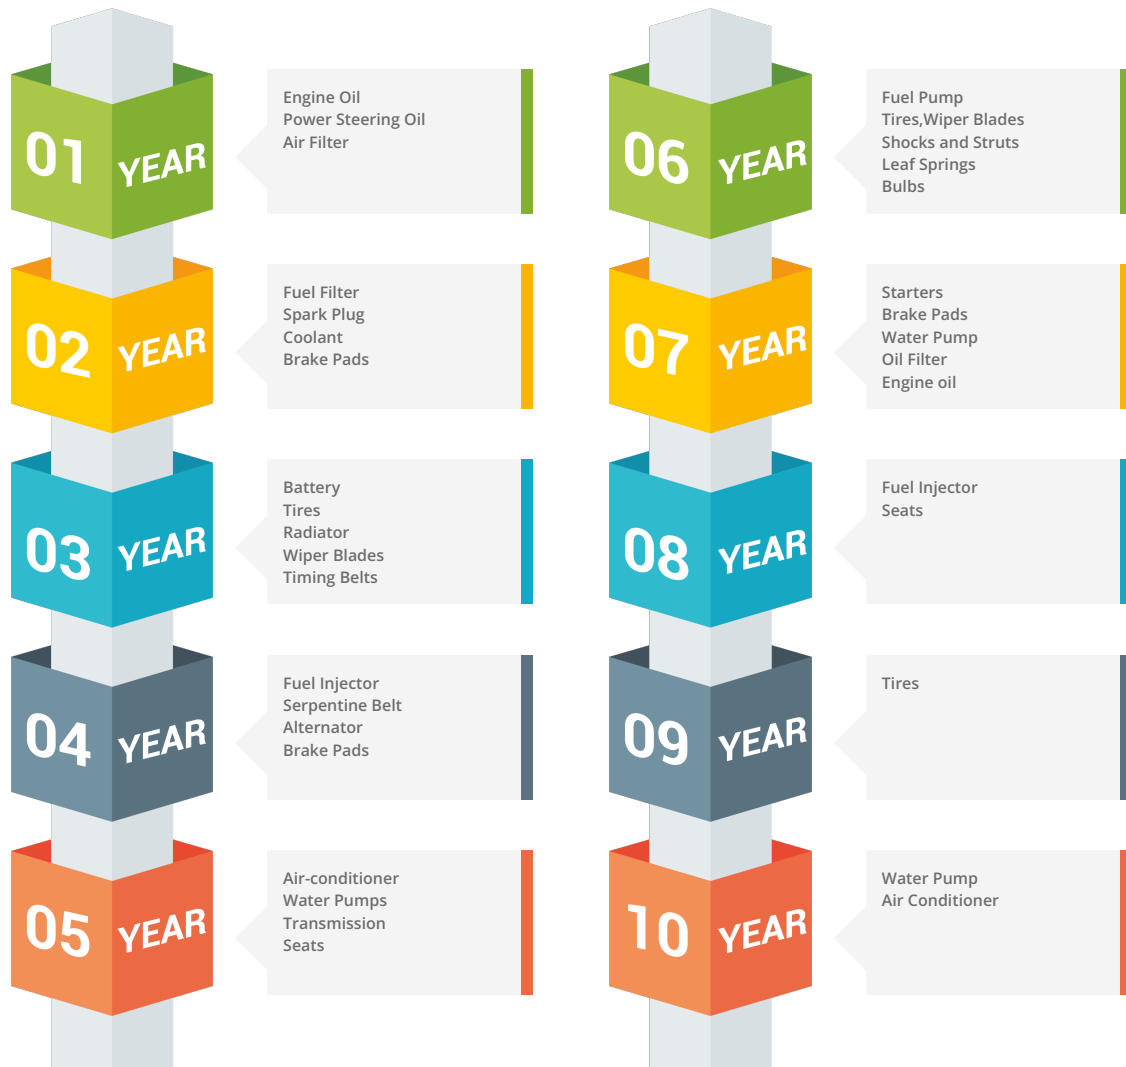 01 YEAR
Engine Oil
Power Steering Oil
Air Filter
02 YEAR
Fuel Filter
Spark Plug
Coolant
Brake Pads
03 YEAR
Battery
Tires
Radiator
Wiper Blades
Timing Belts
04 YEAR
Fuel Injector
Serpentine Belt
Alternator
Brake Pads
05 YEAR
Air-conditioner
Water Pumps
Transmission
Seats
06 YEAR
Fuel Pump
Tires,Wiper Blades
Shocks and Struts
Leaf Springs
Bulbs
07 YEAR
Starters
Brake Pads
Water Pump
Oil Filter
Engine oil
08 YEAR
Fuel Injector
Seats
09 YEAR
Tires
10 YEAR
Water Pump
Air Conditioner